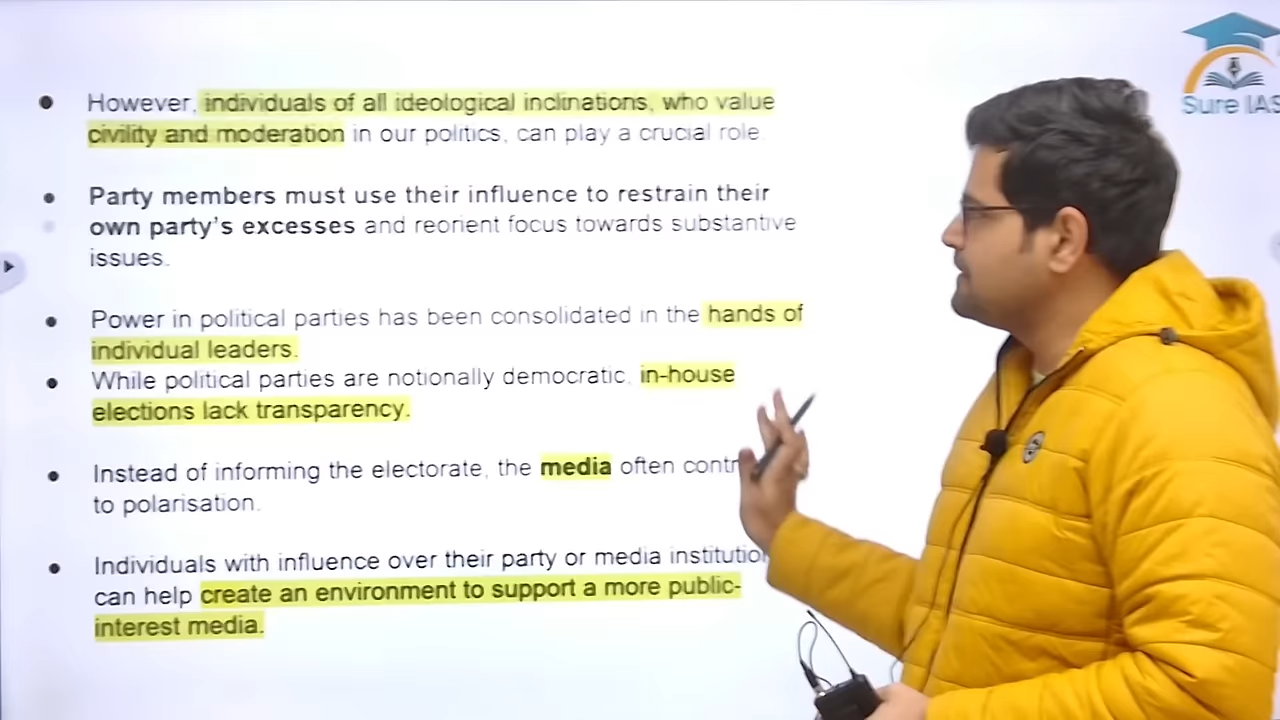 However, individuals of all ideological inclinations, who value
civility and moderation in our politics, can play a crucial role.
Party members must use their influence to restrain their
own party's excesses and reorient focus towards substantive
issues.
Power in political parties has been consolidated in the hands of
individual leaders.
While political parties are notionally democratic, in-house
elections lack transparency.
Instead of informing the electorate, the media often contr
to polarisation.
Individuals with influence over their party or media institutio
can help create an environment to support a more public-
interest media.
Sure IAS